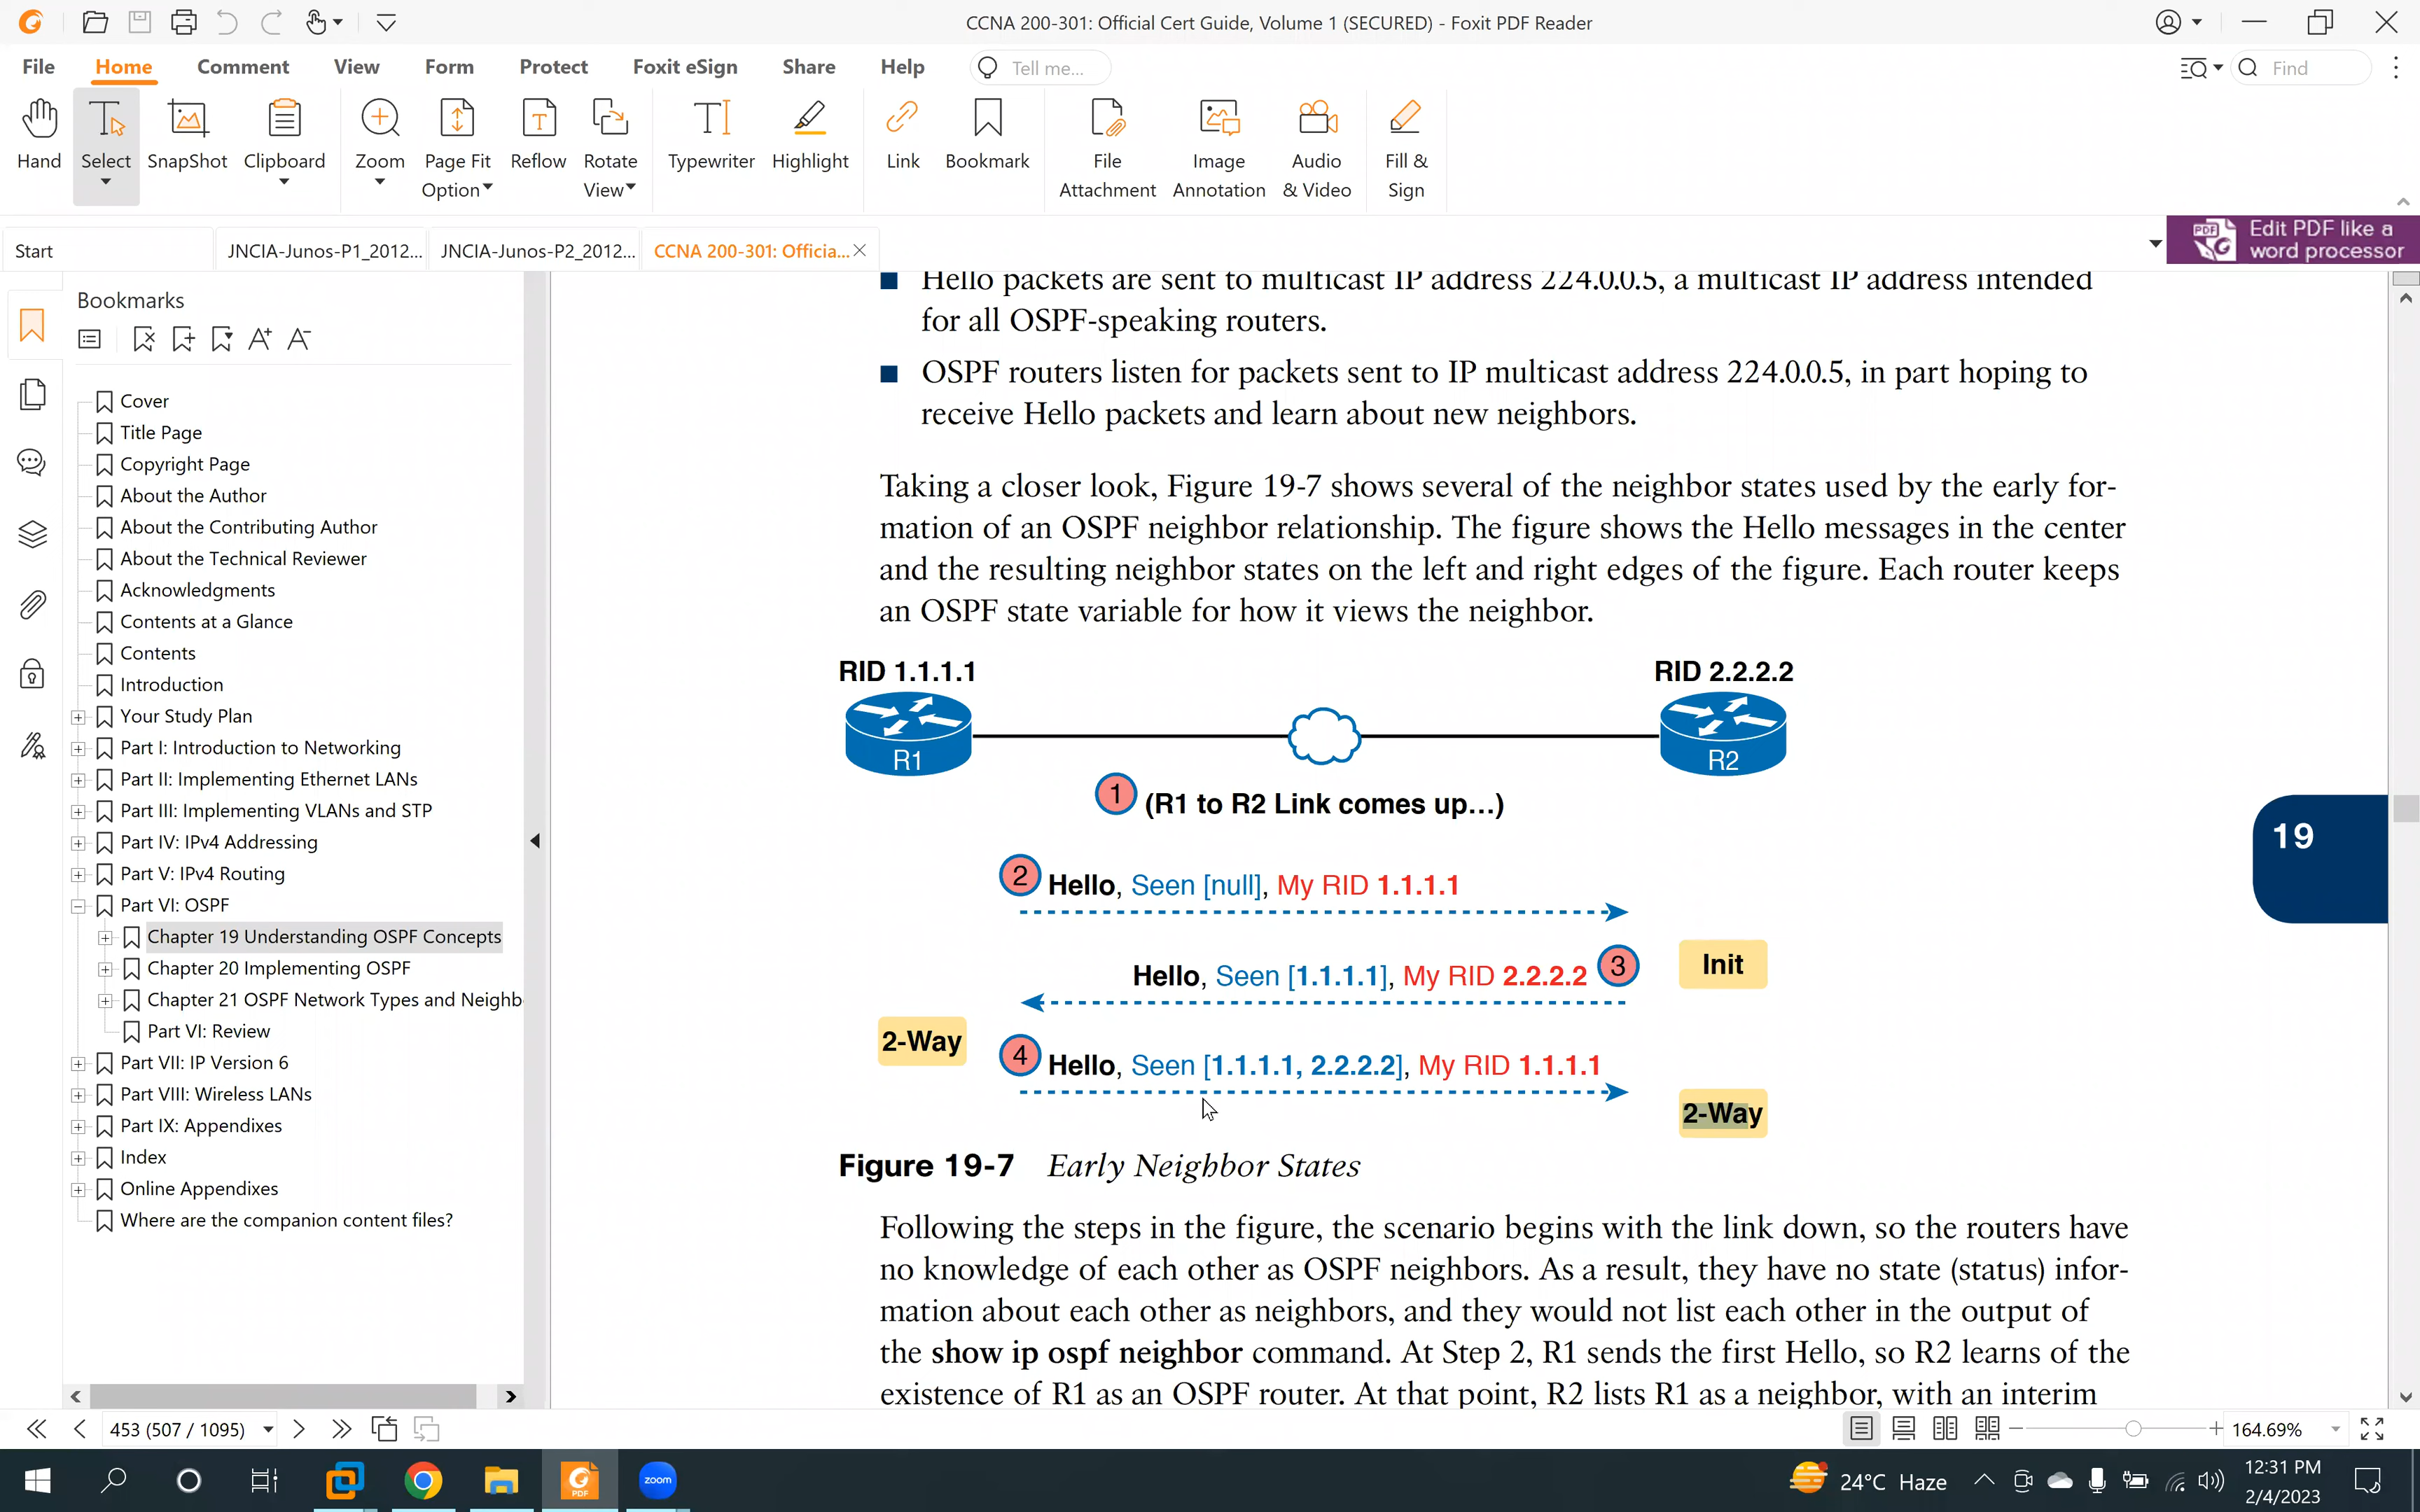 CCNA 200-301: Official Cert Guide, Volume 1 (SECURED) - Foxit PDF Reader
File Home Comment View Form Protect Foxit eSign Share Help Tell me... Find
Hand Select SnapShot Clipboard Zoom Page Fit Option Reflow Rotate View Typewriter Highlight Link Bookmark File Attachment Image Annotation Audio & Video Fill & Sign
Start JNCIA-Junos-P1_2012... JNCIA-Junos-P2_2012... CCNA 200-301: Officia...
PDF Edit PDF like a
word processor
Bookmarks
Cover
Title Page
Copyright Page
About the Author
About the Contributing Author
About the Technical Reviewer
Acknowledgments
Contents at a Glance
Contents
Introduction
Your Study Plan
Part I: Introduction to Networking
Part II: Implementing Ethernet LANs
Part III: Implementing VLANs and STP
Part IV: IPv4 Addressing
Part V: IPv4 Routing
Part VI: OSPF
Chapter 19 Understanding OSPF Concepts
Chapter 20 Implementing OSPF
Chapter 21 OSPF Network Types and Neighb
Part VI: Review
Part VII: IP Version 6
Part VIII: Wireless LANs
Part IX: Appendixes
Index
Online Appendixes
Where are the companion content files?
Hello packets are sent to multicast IP address 224.0.0.5, a multicast IP address intended
for all OSPF-speaking routers.
OSPF routers listen for packets sent to IP multicast address 224.0.0.5, in part hoping to
receive Hello packets and learn about new neighbors.
Taking a closer look, Figure 19-7 shows several of the neighbor states used by the early for-
mation of an OSPF neighbor relationship. The figure shows the Hello messages in the center
and the resulting neighbor states on the left and right edges of the figure. Each router keeps
an OSPF state variable for how it views the neighbor.
RID 1.1.1.1 RID 2.2.2.2
R1 R2
1 (R1 to R2 Link comes up...)
19
2 Hello, Seen [null], My RID 1.1.1.1
Hello, Seen [1.1.1.1], My RID 2.2.2.2 3 Init
2-Way
4 Hello, Seen [1.1.1.1, 2.2.2.2], My RID 1.1.1.1
2-Way
Figure 19-7 Early Neighbor States
Following the steps in the figure, the scenario begins with the link down, so the routers have
no knowledge of each other as OSPF neighbors. As a result, they have no state (status) infor-
mation about each other as neighbors, and they would not list each other in the output of
the show ip ospf neighbor command. At Step 2, R1 sends the first Hello, so R2 learns of the
existence of R1 as an OSPF router. At that point, R2 lists R1 as a neighbor, with an interim
453 (507 / 1095) 164.69%
PDF zoom 24°C Haze 12:31 PM
2/4/2023